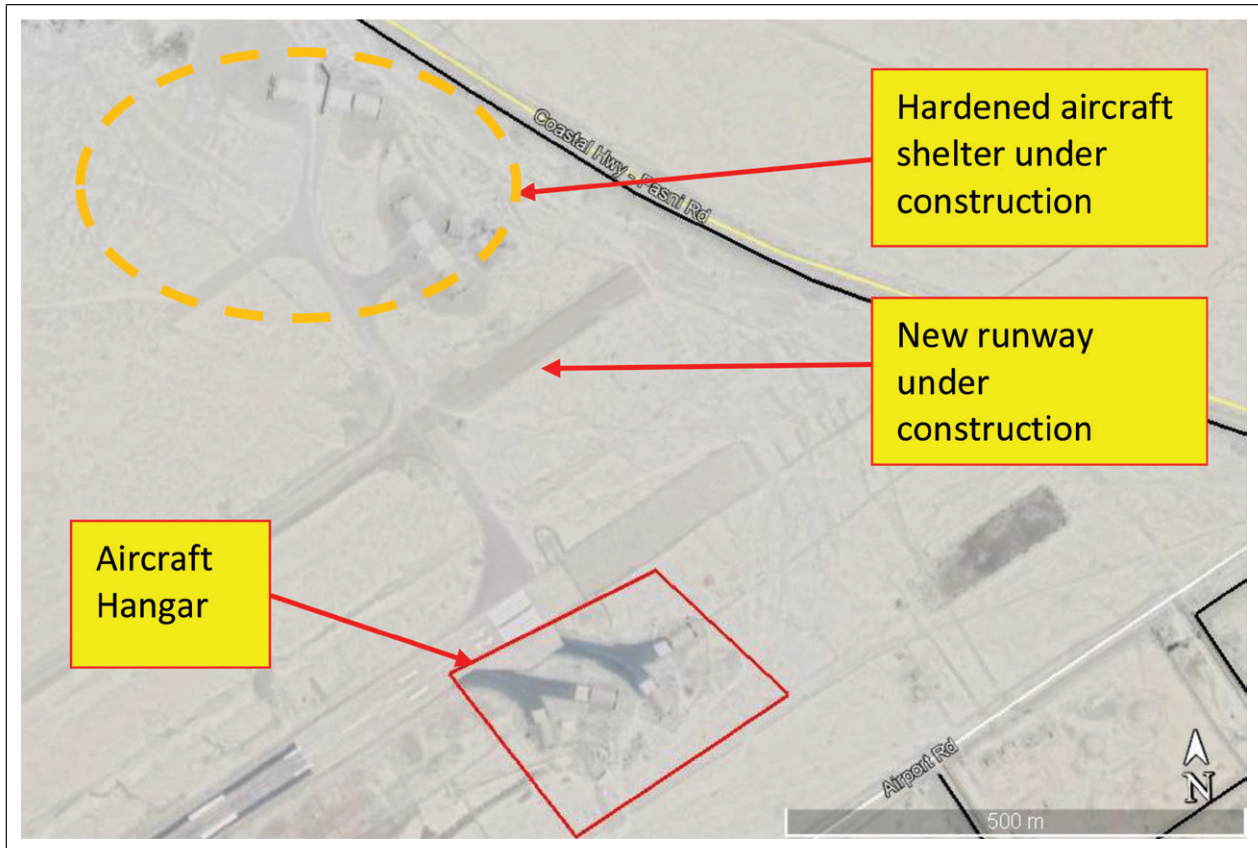 Coastal Hwy - Pasni Rd
Hardened aircraft
shelter under
construction
New runway
under
construction
Aircraft
Hangar
Airport Rd
N
500 m